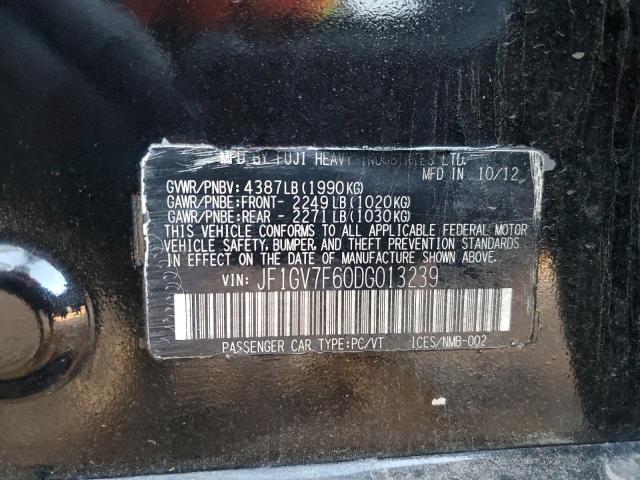 MFD BY FUJI HEAVY INDUSTRIES LTD.
MFD IN 10/12
GVWR/PNBV: 4387LB(1990KG)
GAWR/PNBE:FRONT- 2249LB(1020KG)
GAWR/PNBE:REAR - 2271LB(1030KG)
THIS VEHICLE CONFORMS TO ALL APPLICABLE FEDERAL MOTOR
VEHICLE SAFETY, BUMPER, AND THEFT PREVENTION STANDARDS
IN EFFECT ON THE DATE OF MANUFACTURE SHOWN ABOVE.
VIN: JF1GV7F60DG013239
PASSENGER CAR TYPE:PC/VT ICES/NMB-002